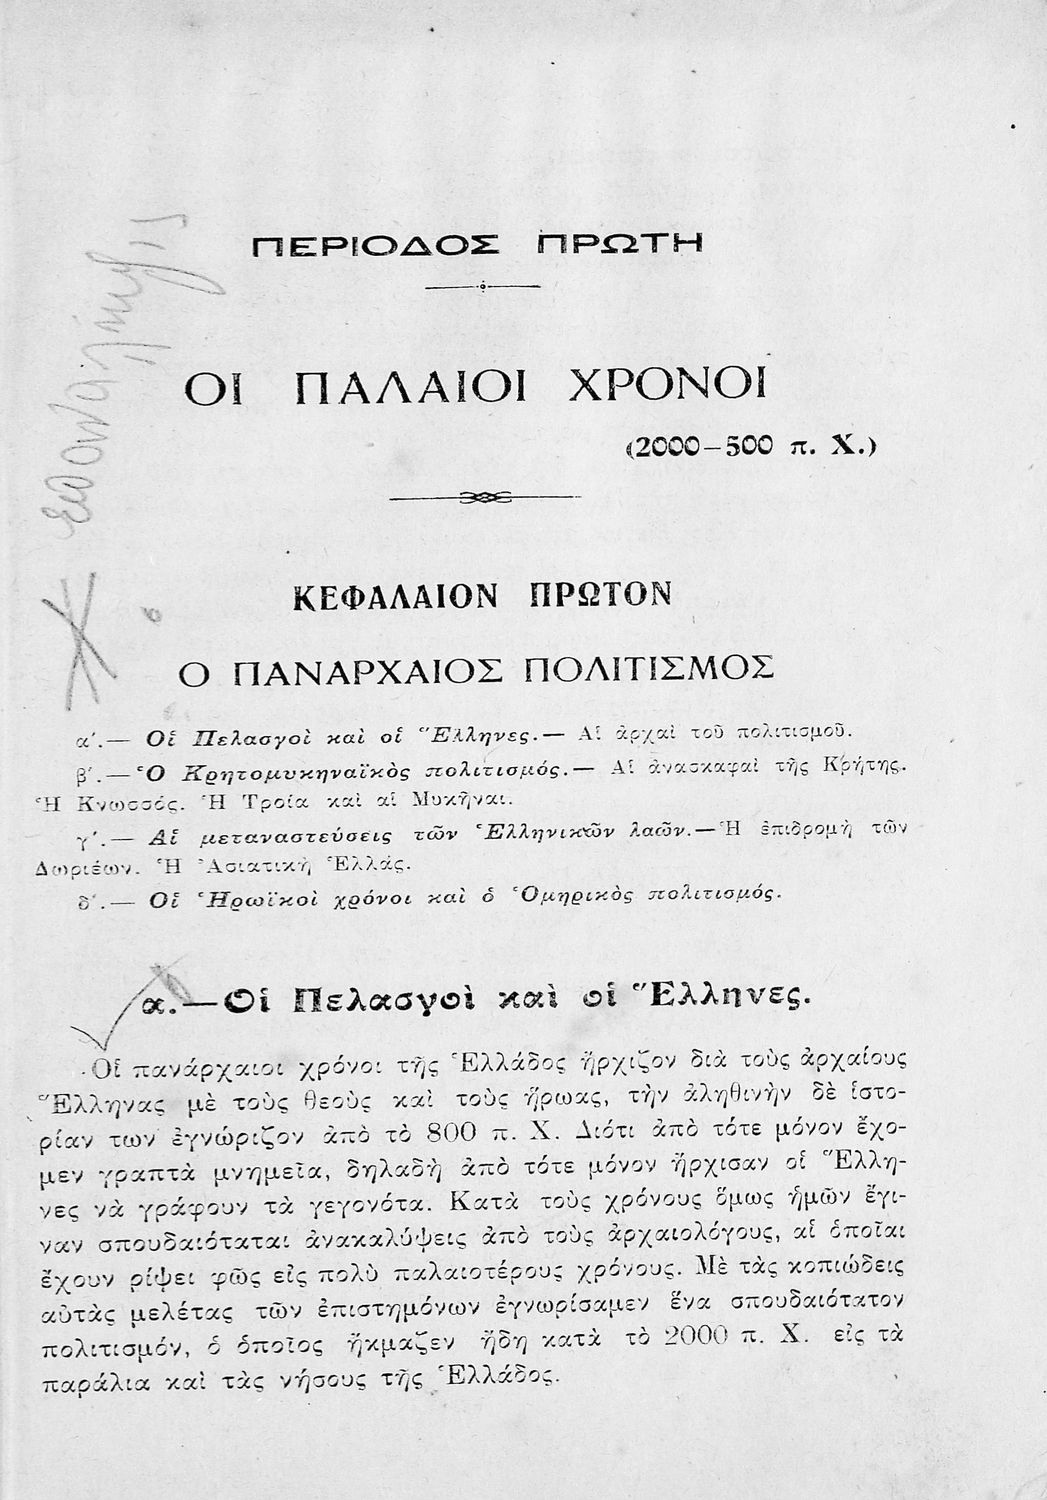 ΠΕΡΙΟΔΟΣ ΠΡΩΤΗ
ΟΙ ΠΑΛΑΙΟΙ ΧΡΟΝΟΙ
(2000–500 π. Χ.)
ἐπανάληψις
ΚΕΦΑΛΑΙΟΝ ΠΡΩΤΟΝ
Ο ΠΑΝΑΡΧΑΙΟΣ ΠΟΛΙΤΙΣΜΟΣ
α΄.— Οἱ Πελασγοὶ καὶ οἱ Ἕλληνες.— Αἱ ἀρχαὶ τοῦ πολιτισμοῦ.
β΄.— Ὁ Κρητομυκηναϊκὸς πολιτισμός.— Αἱ ἀνασκαφαὶ τῆς Κρήτης.
Ἡ Κνωσσός. Ἡ Τροία καὶ αἱ Μυκῆναι.
γ΄.— Αἱ μεταναστεύσεις τῶν Ἑλληνικῶν λαῶν.—Ἡ ἐπιδρομὴ τῶν
Δωριέων. Ἡ Ἀσιατικὴ Ἑλλάς.
δ΄.— Οἱ Ἡρωϊκοὶ χρόνοι καὶ ὁ Ὁμηρικὸς πολιτισμός.
α.—Οἱ Πελασγοὶ καὶ οἱ Ἕλληνες.
Οἱ πανάρχαιοι χρόνοι τῆς Ἑλλάδος ἤρχιζον διὰ τοὺς ἀρχαίους
Ἕλληνας μὲ τοὺς θεοὺς καὶ τοὺς ἥρωας, τὴν ἀληθινὴν δὲ ἱστο-
ρίαν των ἐγνώριζον ἀπὸ τὸ 800 π. Χ. Διότι ἀπὸ τότε μόνον ἔχο-
μεν γραπτὰ μνημεῖα, δηλαδὴ ἀπὸ τότε μόνον ἤρχισαν οἱ Ἕλλη-
νες νὰ γράφουν τὰ γεγονότα. Κατὰ τοὺς χρόνους ὅμως ἡμῶν ἔγι-
ναν σπουδαιόταται ἀνακαλύψεις ἀπὸ τοὺς ἀρχαιολόγους, αἱ ὁποῖαι
ἔχουν ρίψει φῶς εἰς πολὺ παλαιοτέρους χρόνους. Μὲ τὰς κοπιώδεις
αὐτὰς μελέτας τῶν ἐπιστημόνων ἐγνωρίσαμεν ἕνα σπουδαιότατον
πολιτισμόν, ὁ ὁποῖος ἤκμαζεν ἤδη κατὰ τὸ 2000 π. Χ. εἰς τὰ
παράλια καὶ τὰς νήσους τῆς Ἑλλάδος.